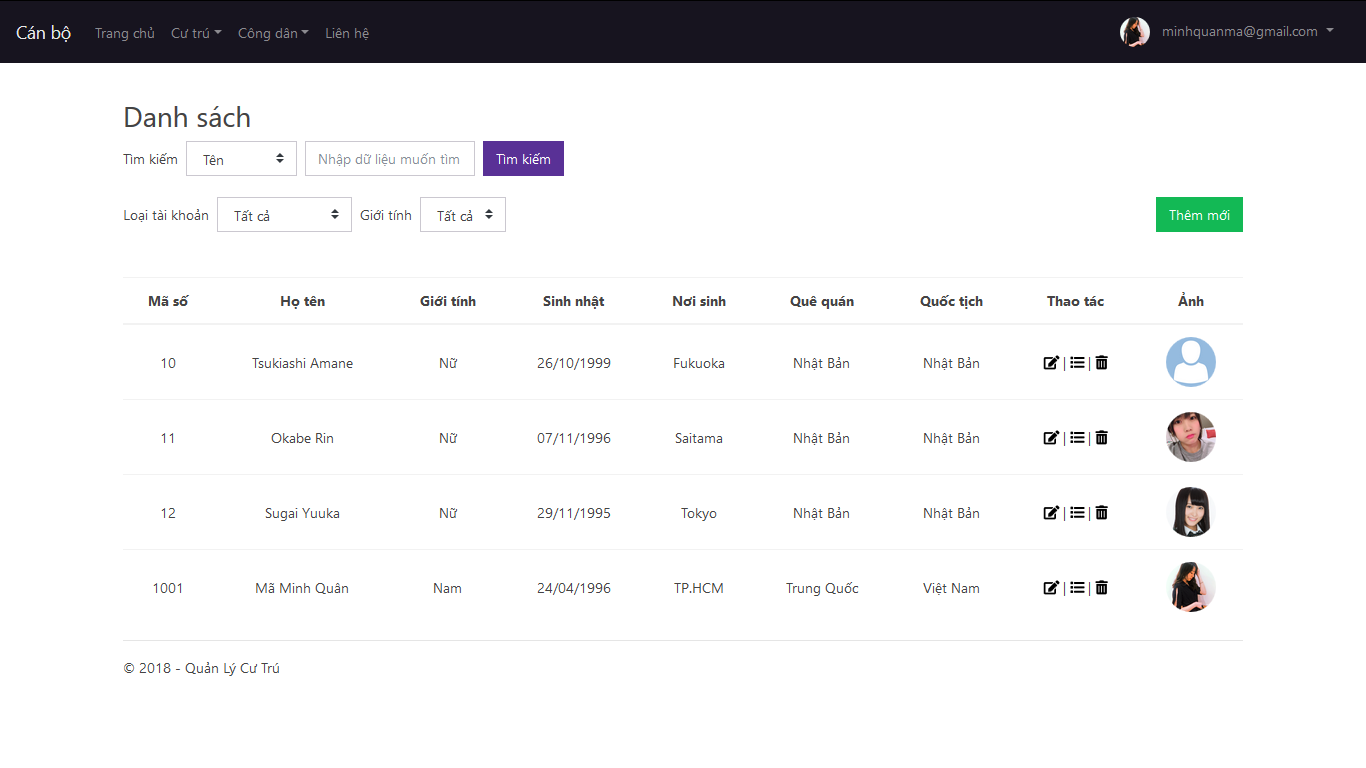 Cán bộ Trang chủ Cư trú Công dân Liên hệ minhquanma@gmail.com
Danh sách
Tìm kiếm Tên Nhập dữ liệu muốn tìm Tìm kiếm
Loại tài khoản Tất cả Giới tính Tất cả Thêm mới
Mã số Họ tên Giới tính Sinh nhật Nơi sinh Quê quán Quốc tịch Thao tác Ảnh
10 Tsukiashi Amane Nữ 26/10/1999 Fukuoka Nhật Bản Nhật Bản | |
11 Okabe Rin Nữ 07/11/1996 Saitama Nhật Bản Nhật Bản | |
12 Sugai Yuuka Nữ 29/11/1995 Tokyo Nhật Bản Nhật Bản | |
1001 Mã Minh Quân Nam 24/04/1996 TP.HCM Trung Quốc Việt Nam | |
© 2018 - Quản Lý Cư Trú